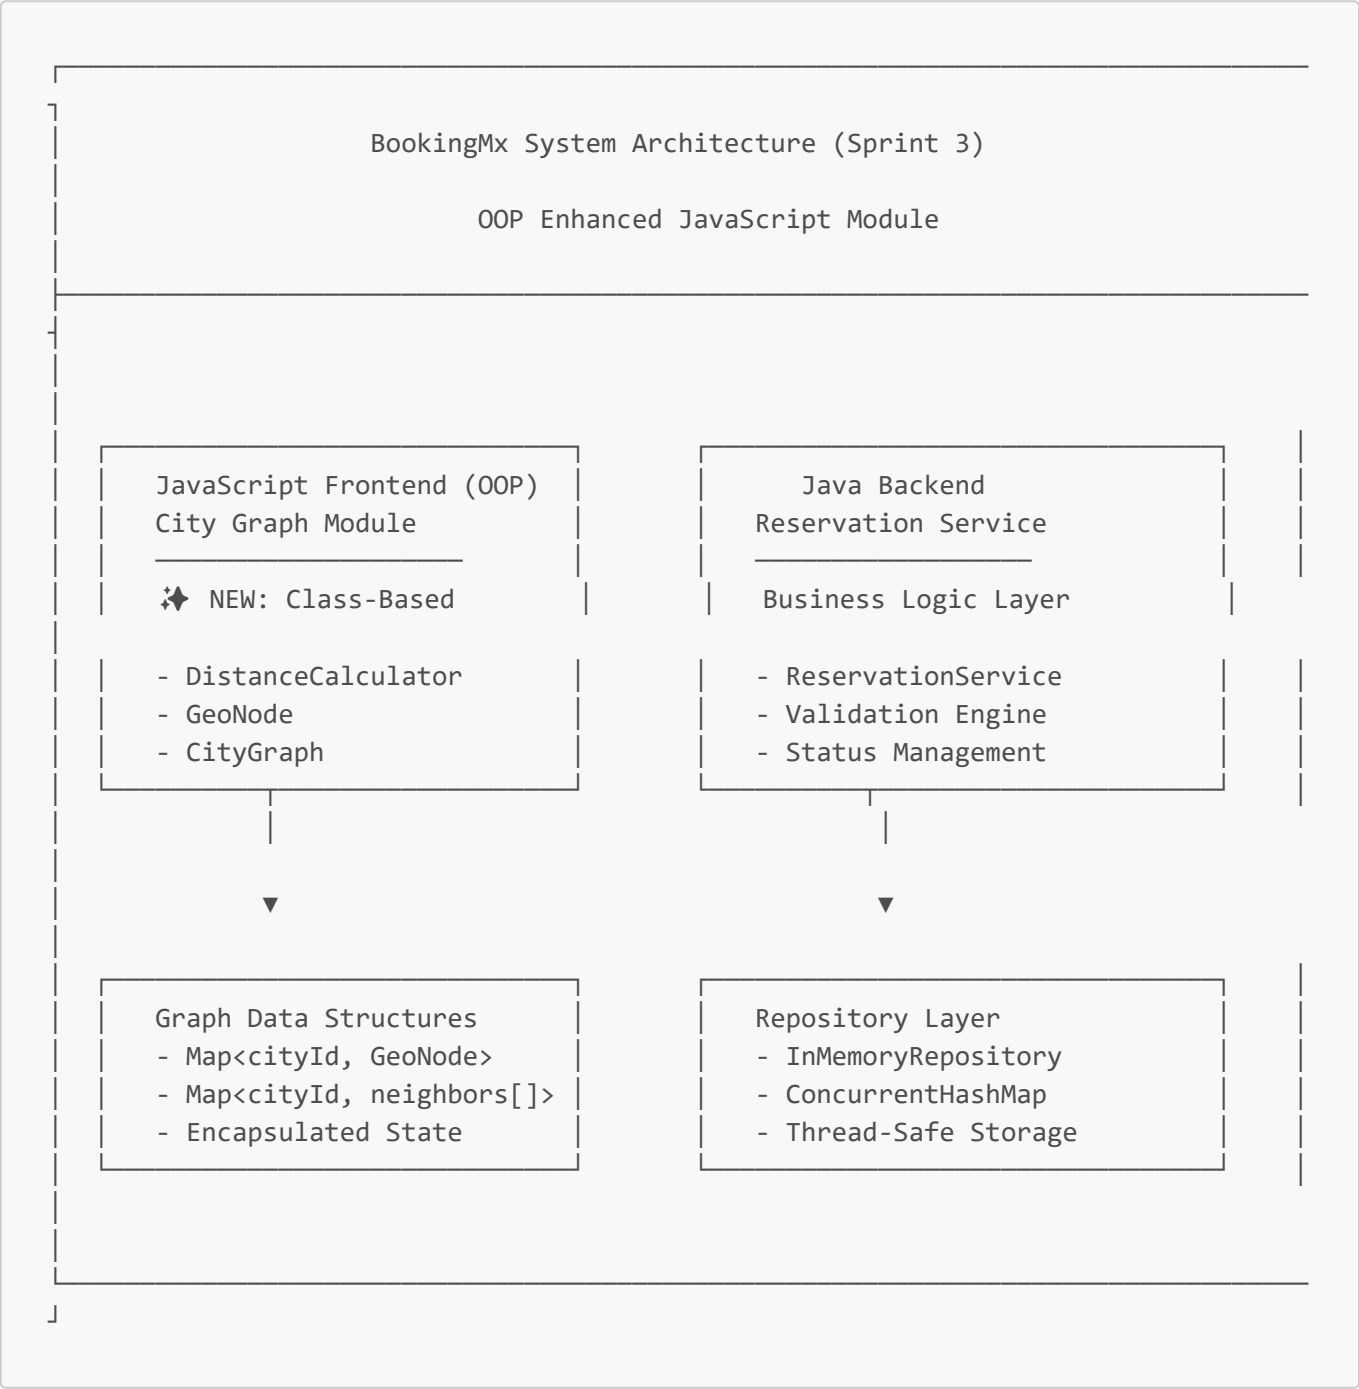 BookingMx System Architecture (Sprint 3)
OOP Enhanced JavaScript Module
JavaScript Frontend (OOP)
City Graph Module
✨ NEW: Class-Based
- DistanceCalculator
- GeoNode
- CityGraph
Java Backend
Reservation Service
Business Logic Layer
- ReservationService
- Validation Engine
- Status Management
Graph Data Structures
- Map<cityId, GeoNode>
- Map<cityId, neighbors[]>
- Encapsulated State
Repository Layer
- InMemoryRepository
- ConcurrentHashMap
- Thread-Safe Storage